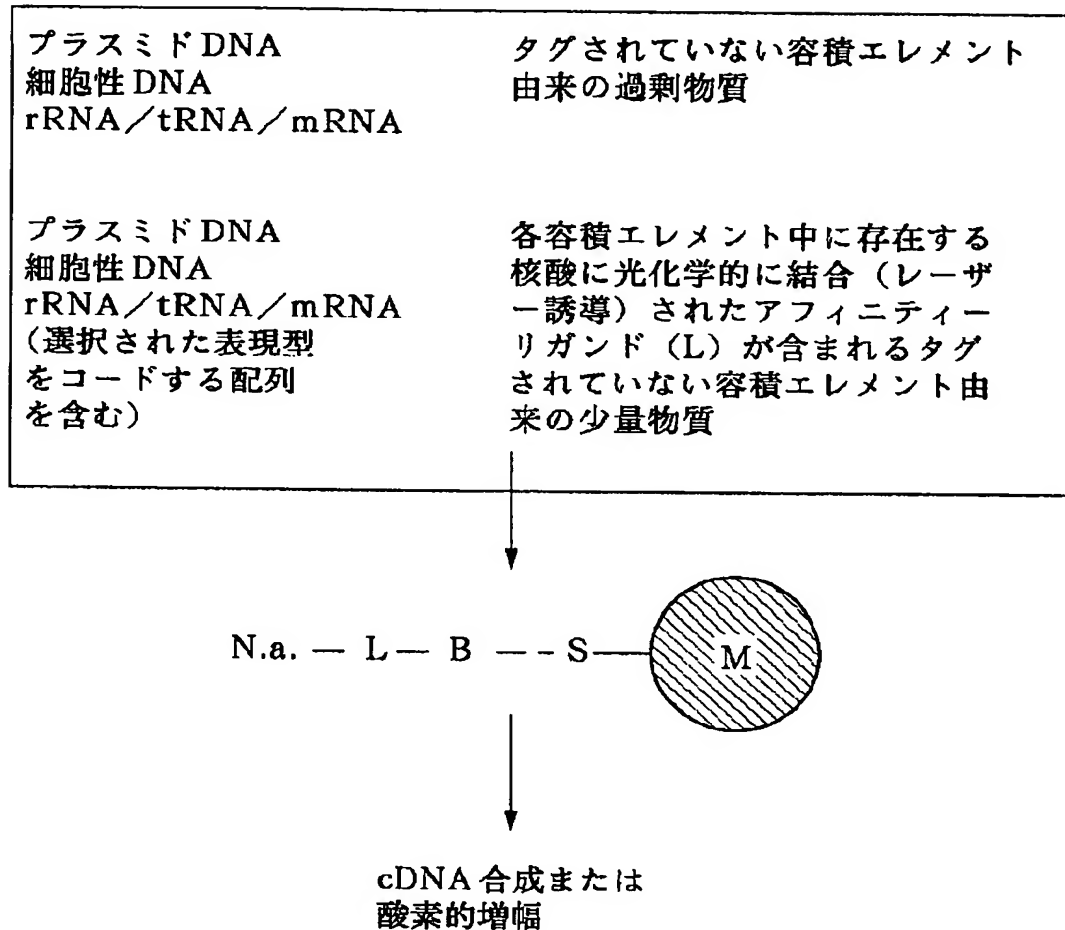 プラスミドDNA
細胞性DNA
rRNA／tRNA／mRNA
タグされていない容積エレメント
由来の過剰物質
プラスミドDNA
細胞性DNA
rRNA／tRNA／mRNA
（選択された表現型
をコードする配列
を含む）
各容積エレメント中に存在する
核酸に光化学的に結合（レーザ
ー誘導）されたアフィニティー
リガンド（L）が含まれるタグ
されていない容積エレメント由
来の少量物質
N.a. — L — B — - S — M
cDNA合成または
酸素的増幅